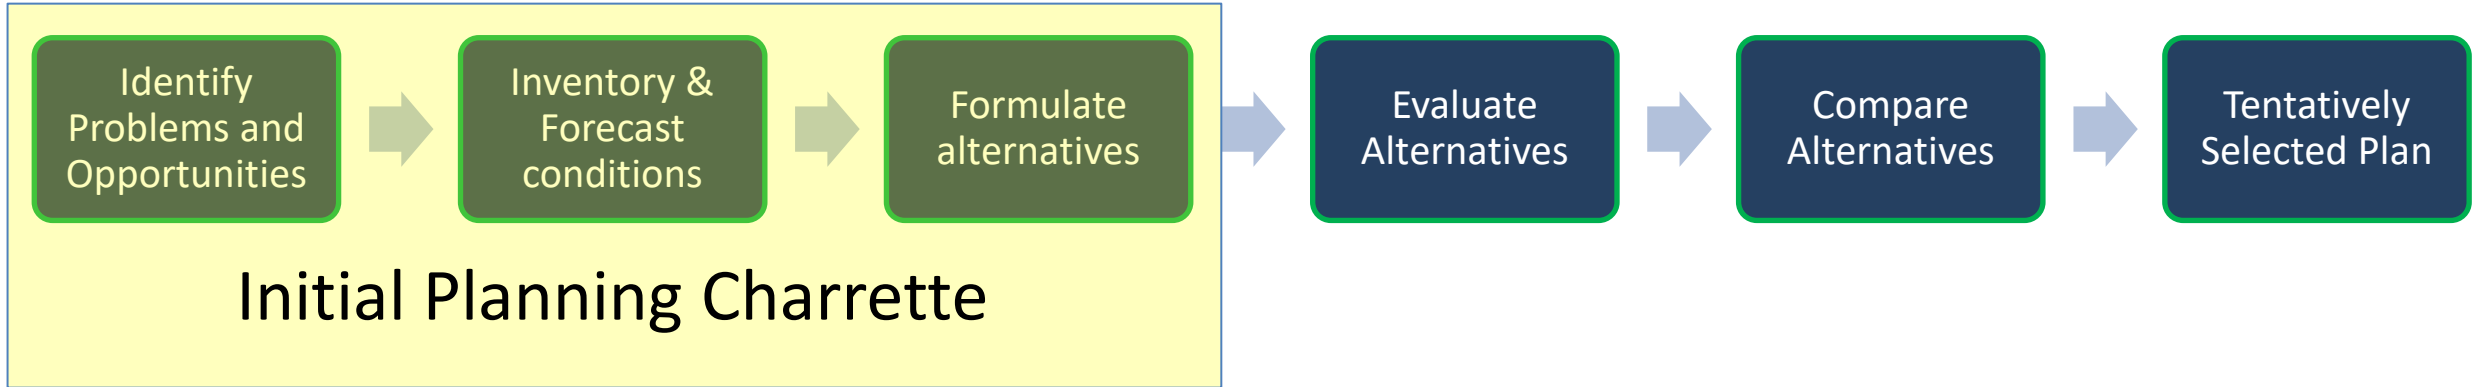 Identify
Problems and
Opportunities
Inventory &
Forecast
conditions
Formulate
alternatives
Evaluate
Alternatives
Compare
Alternatives
Tentatively
Selected Plan
Initial Planning Charrette